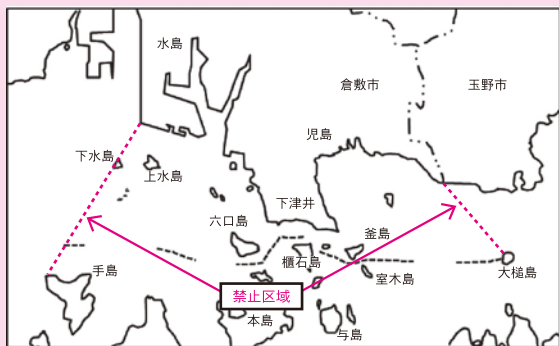 水島
倉敷市
玉野市
児島
下水島
上水島
下津井
六口島
釜島
櫃石島
手島
室木島
大槌島
禁止区域
本島
与島